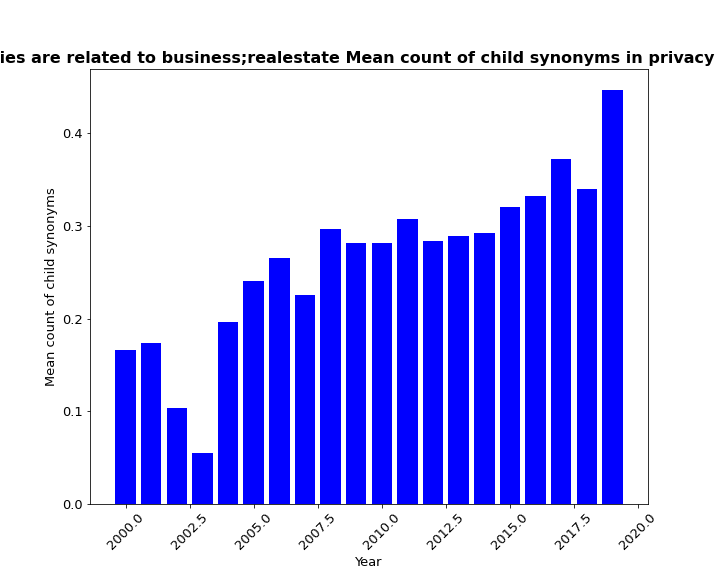 ies are related to business;realestate Mean count of child synonyms in privacy
Mean count of child synonyms
0.4
0.3
0.2
0.1
0.0
2000.0 2002.5 2005.0 2007.5 2010.0 2012.5 2015.0 2017.5 2020.0
Year